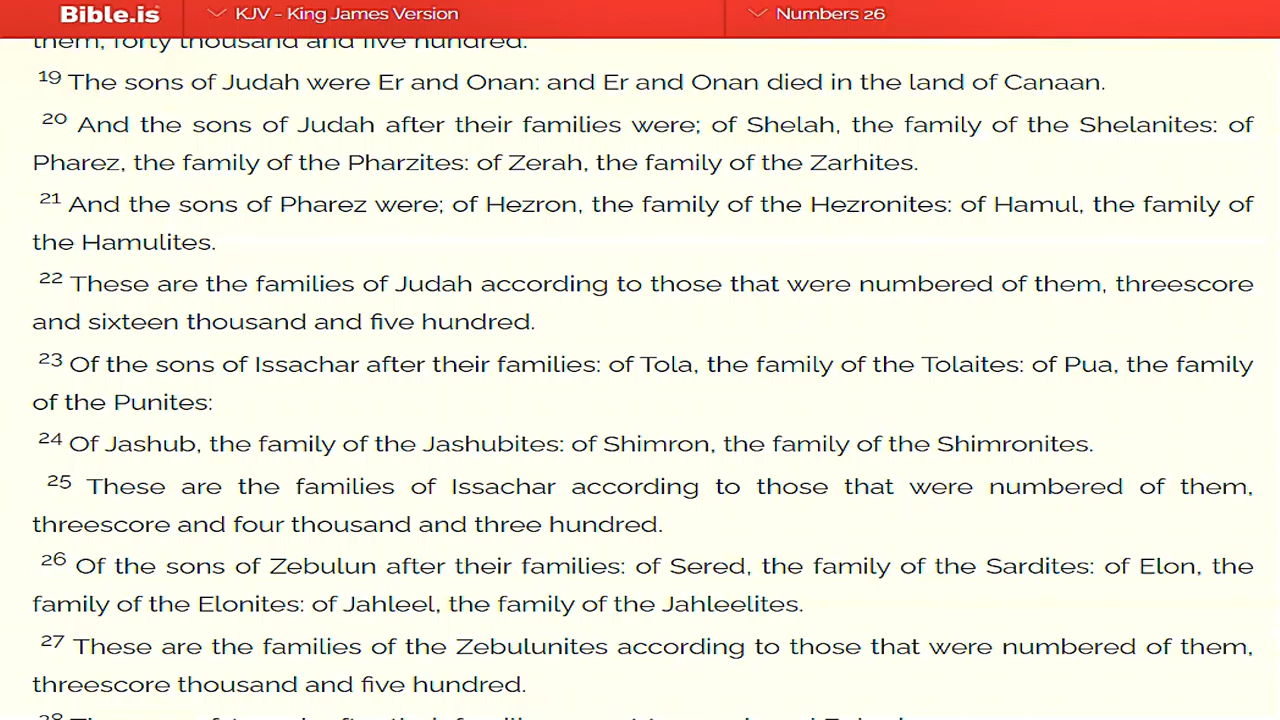 Bible.is KJV - King James Version Numbers 26
them, forty thousand and five hundred.
19 The sons of Judah were Er and Onan: and Er and Onan died in the land of Canaan.
20 And the sons of Judah after their families were; of Shelah, the family of the Shelanites: of
Pharez, the family of the Pharzites: of Zerah, the family of the Zarhites.
21 And the sons of Pharez were; of Hezron, the family of the Hezronites: of Hamul, the family of
the Hamulites.
22 These are the families of Judah according to those that were numbered of them, threescore
and sixteen thousand and five hundred.
23 Of the sons of Issachar after their families: of Tola, the family of the Tolaites: of Pua, the family
of the Punites:
24 Of Jashub, the family of the Jashubites: of Shimron, the family of the Shimronites.
25 These are the families of Issachar according to those that were numbered of them,
threescore and four thousand and three hundred.
26 Of the sons of Zebulun after their families: of Sered, the family of the Sardites: of Elon, the
family of the Elonites: of Jahleel, the family of the Jahleelites.
27 These are the families of the Zebulunites according to those that were numbered of them,
threescore thousand and five hundred.
28